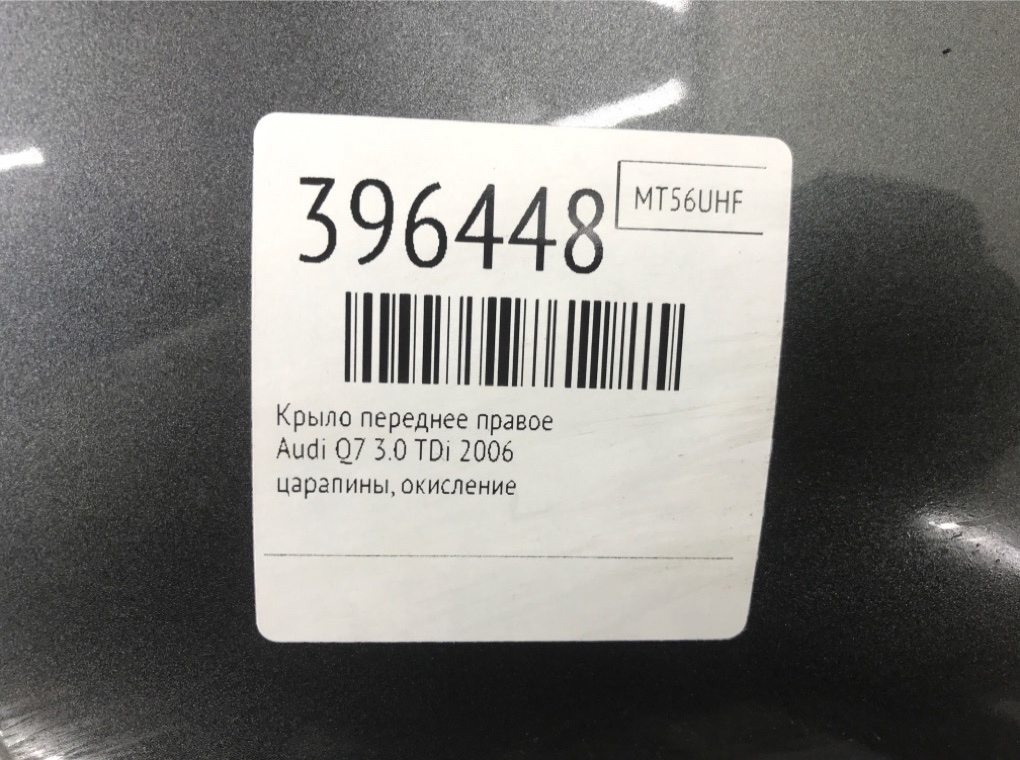 396448
MT56UHF
Крыло переднее правое
Audi Q7 3.0 TDi 2006
царапины, окисление